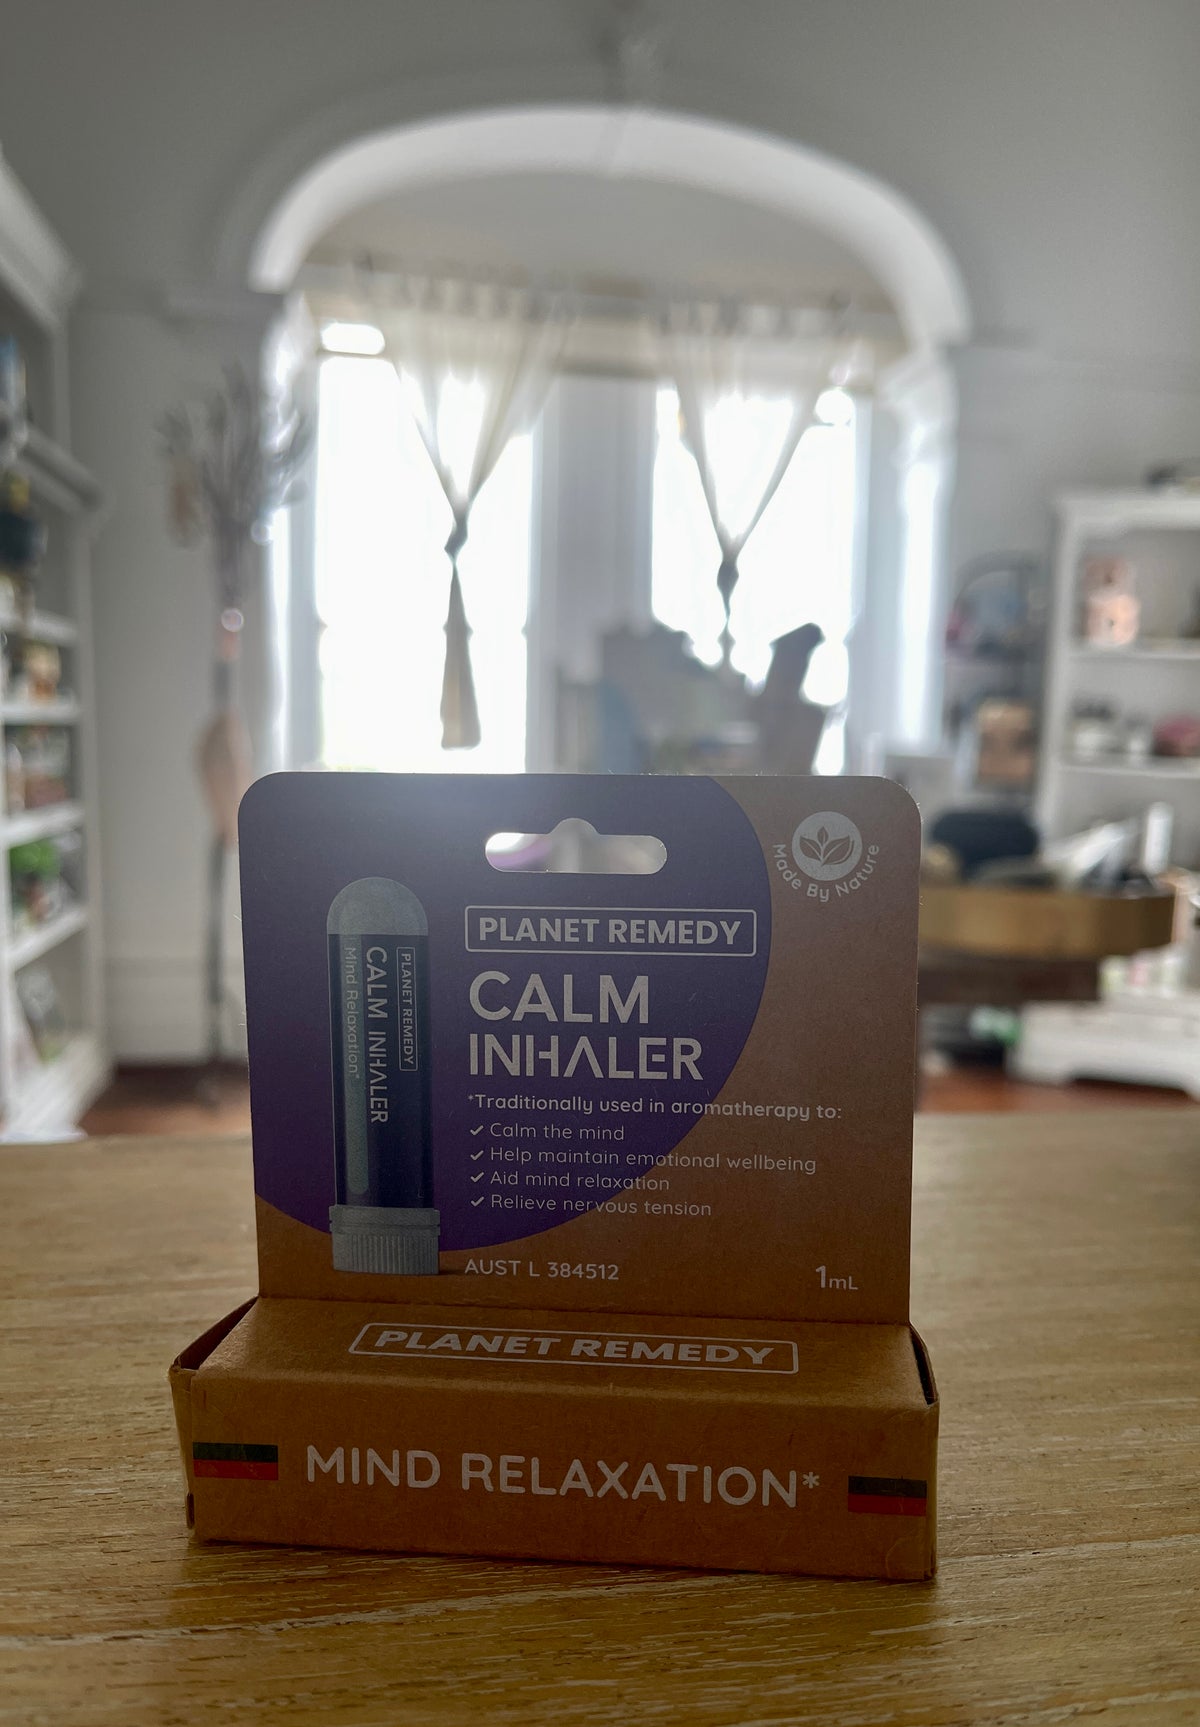 Made By Nature
PLANET REMEDY
CALM
INHALER
*Traditionally used in aromatherapy to:
✓ Calm the mind
✓ Help maintain emotional wellbeing
✓ Aid mind relaxation
✓ Relieve nervous tension
AUST L 384512
1mL
PLANET REMEDY
CALM INHALER
Mind Relaxation*
PLANET REMEDY
MIND RELAXATION*